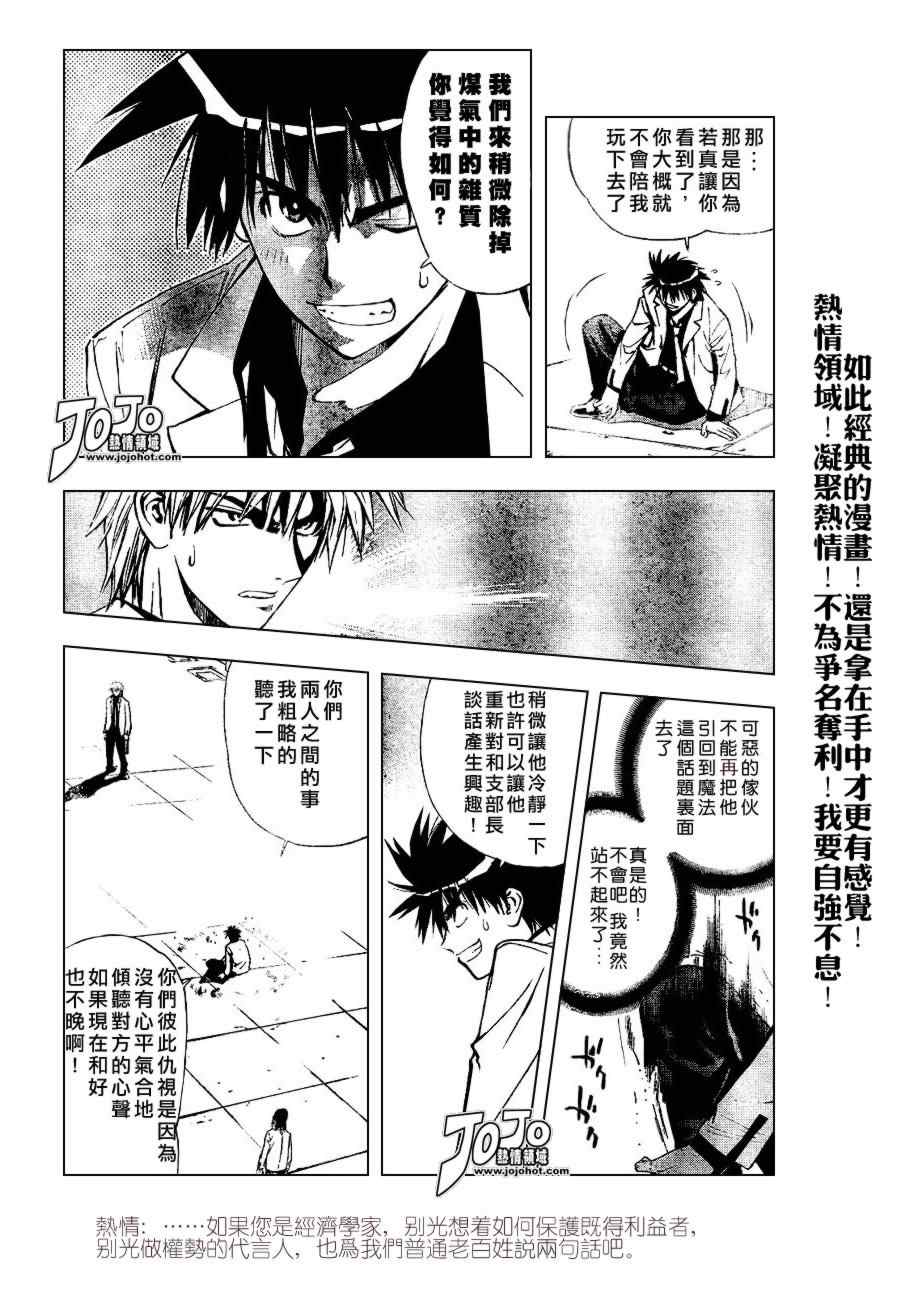 那…
那是因為
若真讓你
看到了，
你大概就
不會陪我
玩下去了
我們來稍微除掉
煤氣中的雜質
你覺得如何？
JOJO
熱情領域
www.jojohot.com
可惡的傢伙
不能再把他
引回到魔法
這個話題裏面
去了
真是的！
不會吧 我竟然
站不起來了…
稍微讓他冷靜一下
也許可以讓他
重新對和支部長
談話產生興趣！
JOJO
熱情領域
www.jojohot.com
你們
兩人之間的事
我粗略的
聽了一下
你們彼此仇視是因為
沒有心平氣合地
傾聽對方的心聲
如果現在和好
也不晚啊！
如此經典的漫畫！還是拿在手中才更有感覺！
熱情領域！凝聚熱情！不為爭名奪利！我要自強不息！
熱情：……如果您是經濟學家，别光想着如何保護既得利益者，
别光做權勢的代言人，也爲我們普通老百姓説兩句話吧。